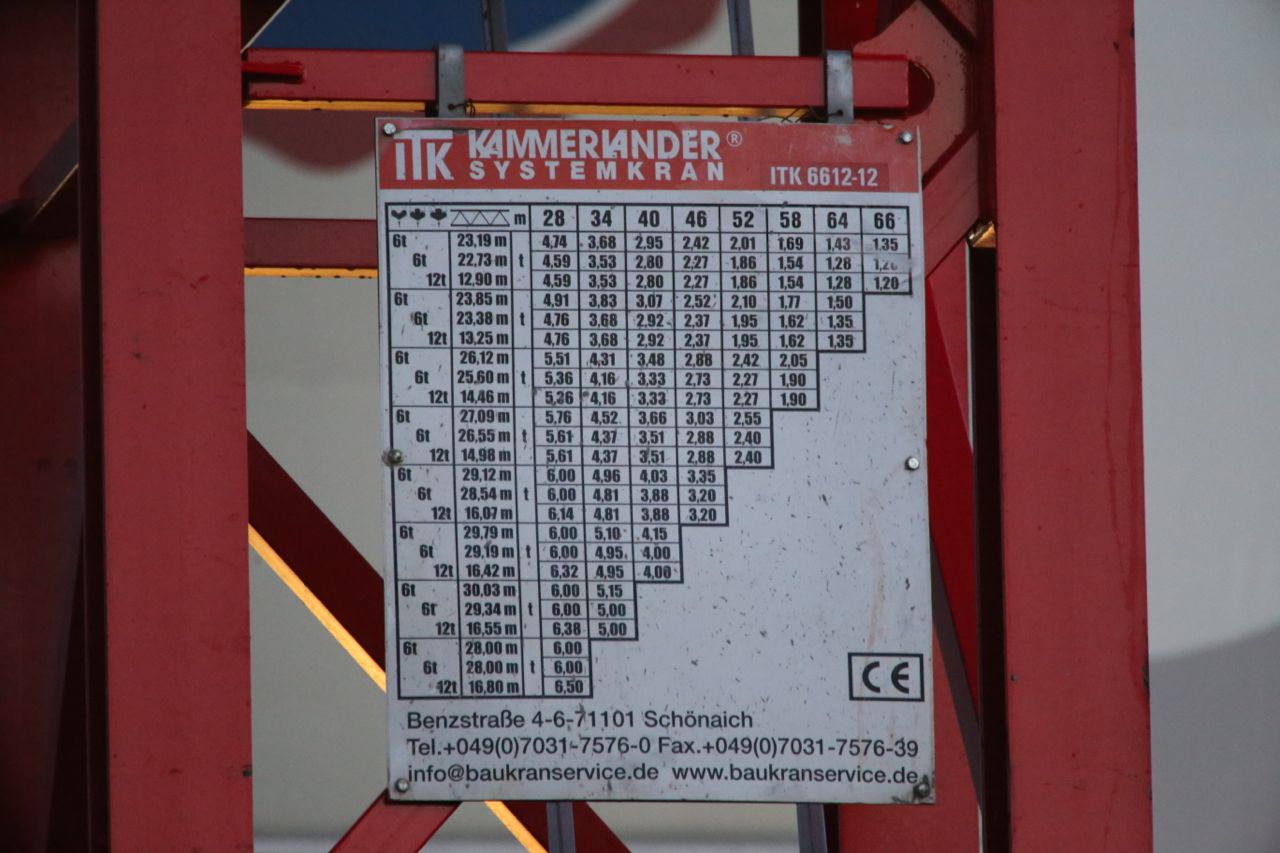 ITK KAMMERLANDER®
SYSTEMKRAN ITK 6612-12
m 28 34 40 46 52 58 64 66
6t 23,19 m 4,74 3,68 2,95 2,42 2,01 1,69 1,43 1,35
6t 22,73 m t 4,59 3,53 2,80 2,27 1,86 1,54 1,28
12t 12,90 m 4,59 3,53 2,80 2,27 1,86 1,54 1,28 1,20
6t 23,85 m 4,91 3,83 3,07 2,52 2,10 1,77 1,50
6t 23,38 m t 4,76 3,68 2,92 2,37 1,95 1,62 1,35
12t 13,25 m 4,76 3,68 2,92 2,37 1,95 1,62 1,35
6t 26,12 m 5,51 4,31 3,48 2,88 2,42 2,05
6t 25,60 m t 5,36 4,16 3,33 2,73 2,27 1,90
12t 14,46 m 5,36 4,16 3,33 2,73 2,27 1,90
6t 27,09 m 5,76 4,52 3,66 3,03 2,55
6t 26,55 m t 5,61 4,37 3,51 2,88 2,40
12t 14,98 m 5,61 4,37 3,51 2,88 2,40
6t 29,12 m 6,00 4,96 4,03 3,35
6t 28,54 m t 6,00 4,81 3,88 3,20
12t 16,07 m 6,14 4,81 3,88 3,20
6t 29,79 m 6,00 5,10 4,15
6t 29,19 m t 6,00 4,95 4,00
12t 16,42 m 6,32 4,95 4,00
6t 30,03 m 6,00 5,15
6t 29,34 m t 6,00 5,00
12t 16,55 m 6,38 5,00
6t 28,00 m 6,00
6t 28,00 m t 6,00
12t 16,80 m 6,50
CE
Benzstraße 4-6-71101 Schönaich
Tel.+049(0)7031-7576-0 Fax.+049(0)7031-7576-39
info@baukranservice.de www.baukranservice.de